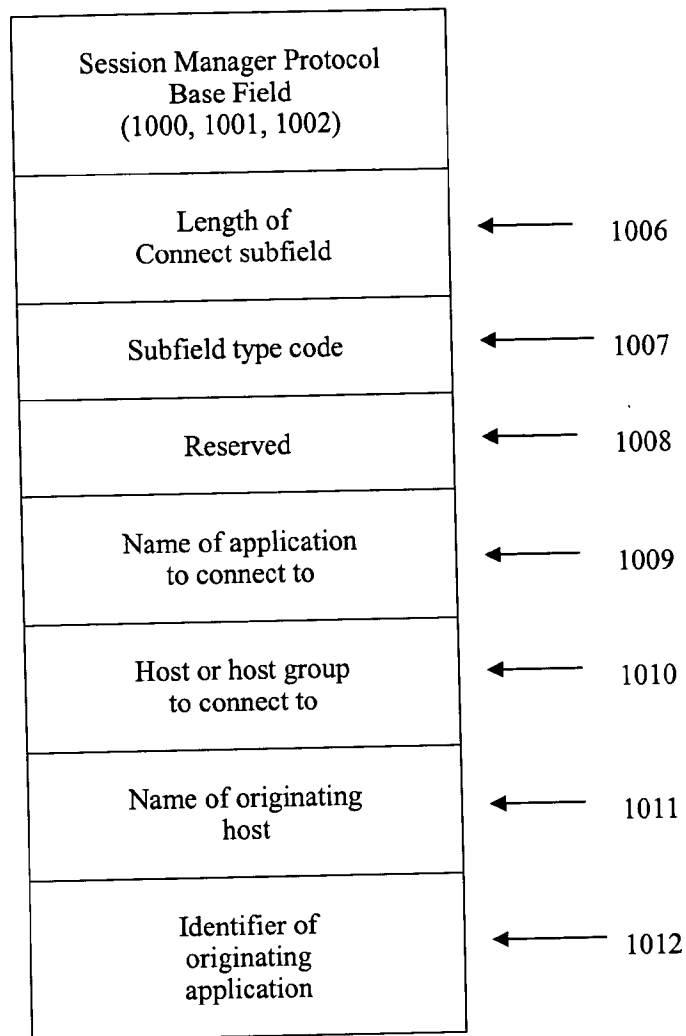 Session Manager Protocol
Base Field
(1000, 1001, 1002)
Length of
Connect subfield
1006
Subfield type code
1007
Reserved
1008
Name of application
to connect to
1009
Host or host group
to connect to
1010
Name of originating
host
1011
Identifier of
originating
application
1012